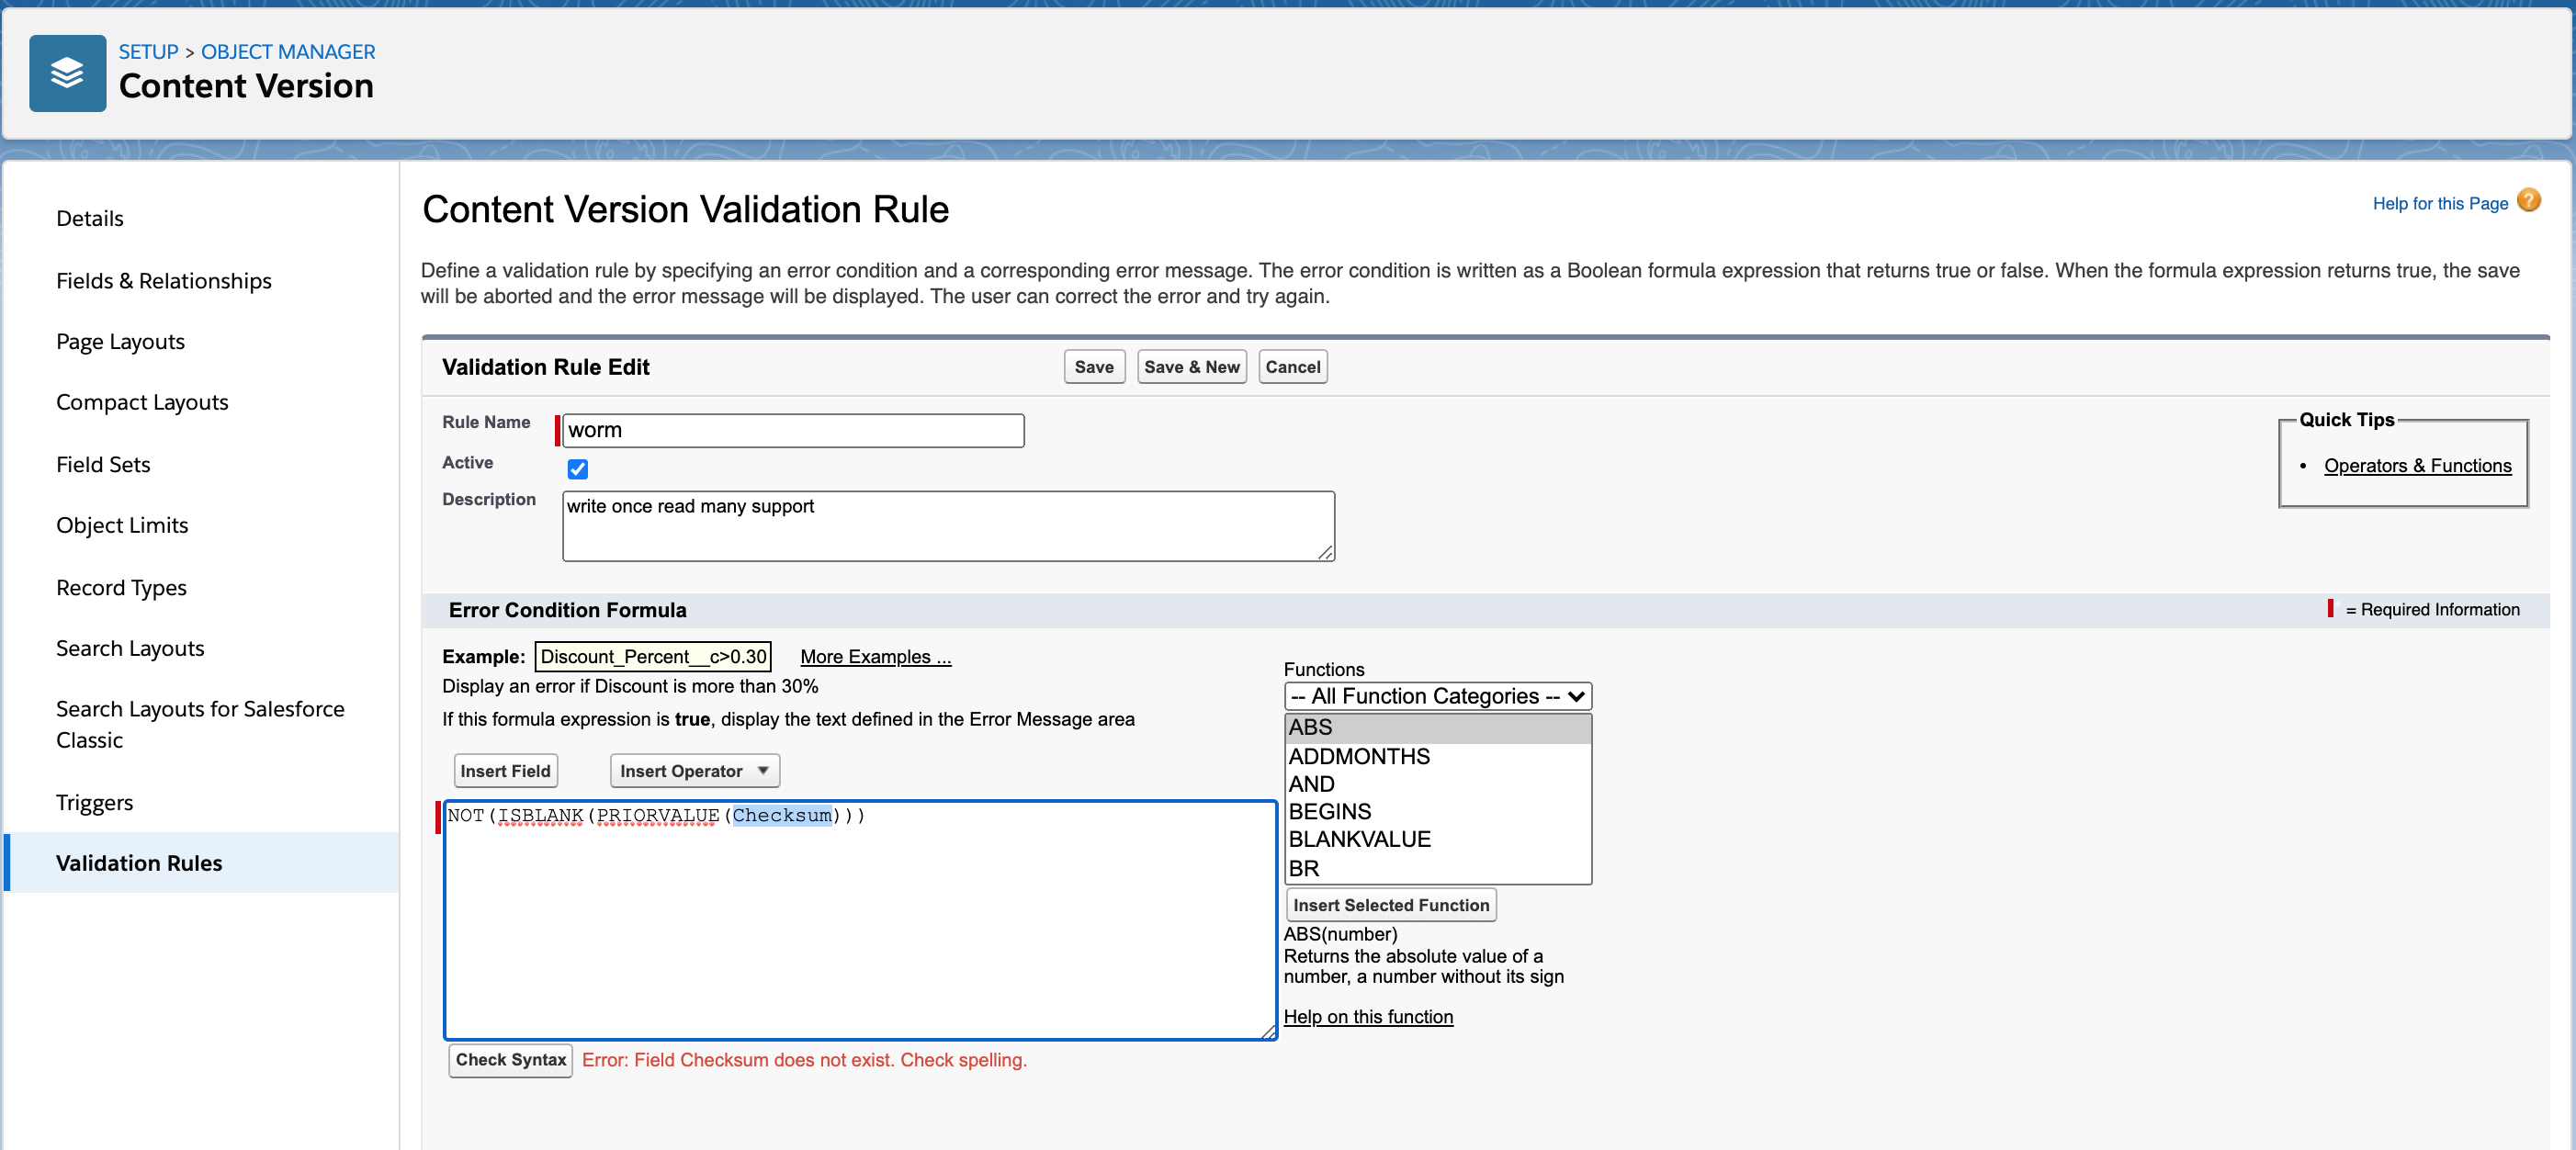 SETUP > OBJECT MANAGER
Content Version
Details
Fields & Relationships
Page Layouts
Compact Layouts
Field Sets
Object Limits
Record Types
Search Layouts
Search Layouts for Salesforce
Classic
Triggers
Validation Rules
Content Version Validation Rule
Help for this Page ?
Define a validation rule by specifying an error condition and a corresponding error message. The error condition is written as a Boolean formula expression that returns true or false. When the formula expression returns true, the save
will be aborted and the error message will be displayed. The user can correct the error and try again.
Validation Rule Edit
Save
Save & New
Cancel
Rule Name
worm
Active
Description
write once read many support
Quick Tips
• Operators & Functions
Error Condition Formula
= Required Information
Example: Discount_Percent__c>0.30 More Examples ...
Display an error if Discount is more than 30%
If this formula expression is true, display the text defined in the Error Message area
Insert Field
Insert Operator
NOT(ISBLANK(PRIORVALUE(Checksum)))
Functions
-- All Function Categories --
ABS
ADDMONTHS
AND
BEGINS
BLANKVALUE
BR
Insert Selected Function
ABS(number)
Returns the absolute value of a
number, a number without its sign
Help on this function
Check Syntax
Error: Field Checksum does not exist. Check spelling.